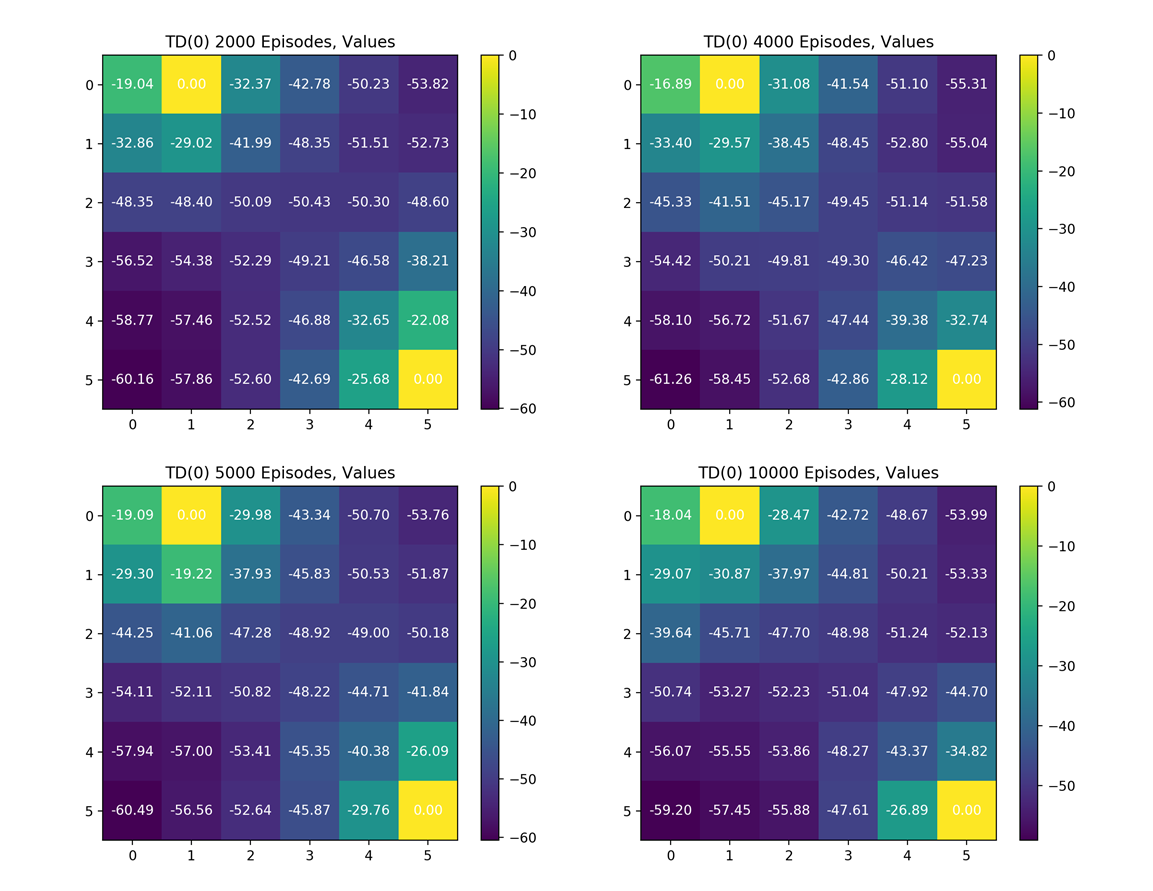 TD(0) 2000 Episodes, Values
0 -19.04 0.00 -32.37 -42.78 -50.23 -53.82
1 -32.86 -29.02 -41.99 -48.35 -51.51 -52.73
2 -48.35 -48.40 -50.09 -50.43 -50.30 -48.60
3 -56.52 -54.38 -52.29 -49.21 -46.58 -38.21
4 -58.77 -57.46 -52.52 -46.88 -32.65 -22.08
5 -60.16 -57.86 -52.60 -42.69 -25.68 0.00
0 1 2 3 4 5
0
−10
−20
−30
−40
−50
−60
TD(0) 4000 Episodes, Values
0 -16.89 0.00 -31.08 -41.54 -51.10 -55.31
1 -33.40 -29.57 -38.45 -48.45 -52.80 -55.04
2 -45.33 -41.51 -45.17 -49.45 -51.14 -51.58
3 -54.42 -50.21 -49.81 -49.30 -46.42 -47.23
4 -58.10 -56.72 -51.67 -47.44 -39.38 -32.74
5 -61.26 -58.45 -52.68 -42.86 -28.12 0.00
0 1 2 3 4 5
0
−10
−20
−30
−40
−50
−60
TD(0) 5000 Episodes, Values
0 -19.09 0.00 -29.98 -43.34 -50.70 -53.76
1 -29.30 -19.22 -37.93 -45.83 -50.53 -51.87
2 -44.25 -41.06 -47.28 -48.92 -49.00 -50.18
3 -54.11 -52.11 -50.82 -48.22 -44.71 -41.84
4 -57.94 -57.00 -53.41 -45.35 -40.38 -26.09
5 -60.49 -56.56 -52.64 -45.87 -29.76 0.00
0 1 2 3 4 5
0
−10
−20
−30
−40
−50
−60
TD(0) 10000 Episodes, Values
0 -18.04 0.00 -28.47 -42.72 -48.67 -53.99
1 -29.07 -30.87 -37.97 -44.81 -50.21 -53.33
2 -39.64 -45.71 -47.70 -48.98 -51.24 -52.13
3 -50.74 -53.27 -52.23 -51.04 -47.92 -44.70
4 -56.07 -55.55 -53.86 -48.27 -43.37 -34.82
5 -59.20 -57.45 -55.88 -47.61 -26.89 0.00
0 1 2 3 4 5
0
−10
−20
−30
−40
−50